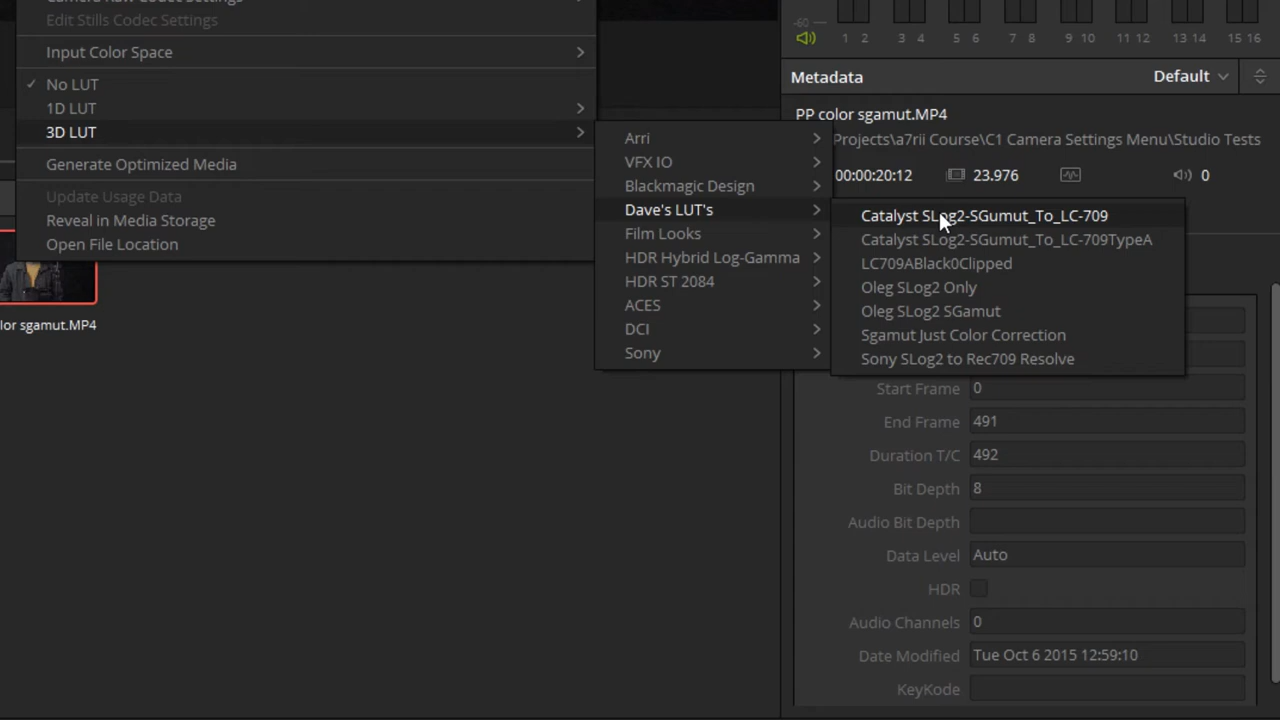 Camera Raw Codec Settings
Edit Stills Codec Settings
Input Color Space
No LUT
1D LUT
3D LUT
Generate Optimized Media
Update Usage Data
Reveal in Media Storage
Open File Location
lor sgamut.MP4
Arri
VFX IO
Blackmagic Design
Dave's LUT's
Film Looks
HDR Hybrid Log-Gamma
HDR ST 2084
ACES
DCI
Sony
Catalyst SLog2-SGumut_To_LC-709
Catalyst SLog2-SGumut_To_LC-709TypeA
LC709ABlack0Clipped
Oleg SLog2 Only
Oleg SLog2 SGamut
Sgamut Just Color Correction
Sony SLog2 to Rec709 Resolve
-60
1 2 3 4 5 6 7 8 9 10 11 12 13 14 15 16
Metadata Default
PP color sgamut.MP4
Projects\a7rii Course\C1 Camera Settings Menu\Studio Tests
00:00:20:12 23.976 0
Start Frame 0
End Frame 491
Duration T/C 492
Bit Depth 8
Audio Bit Depth
Data Level Auto
HDR
Audio Channels 0
Date Modified Tue Oct 6 2015 12:59:10
KeyKode